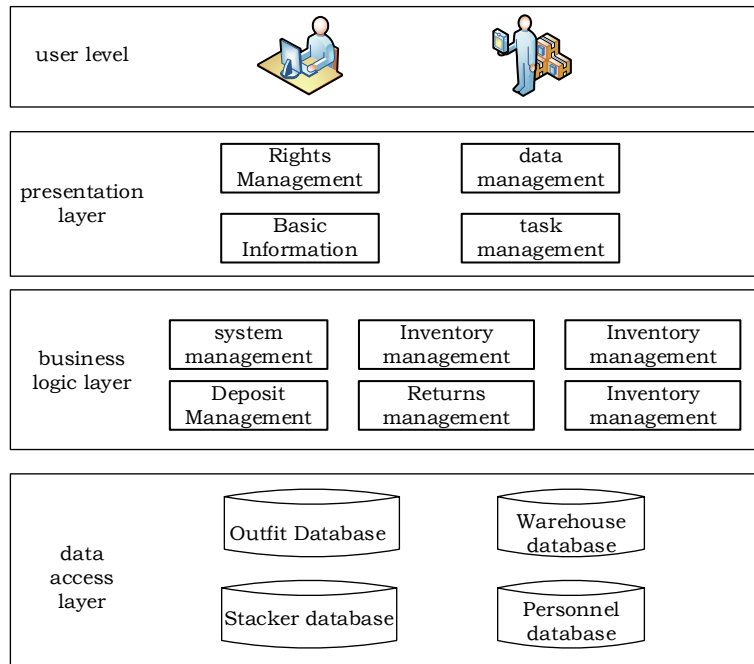 user level
presentation
layer
Rights
Management
data
management
Basic
Information
task
management
business
logic layer
system
management
Inventory
management
Inventory
management
Deposit
Management
Returns
management
Inventory
management
data
access
layer
Outfit Database
Warehouse
database
Stacker database
Personnel
database